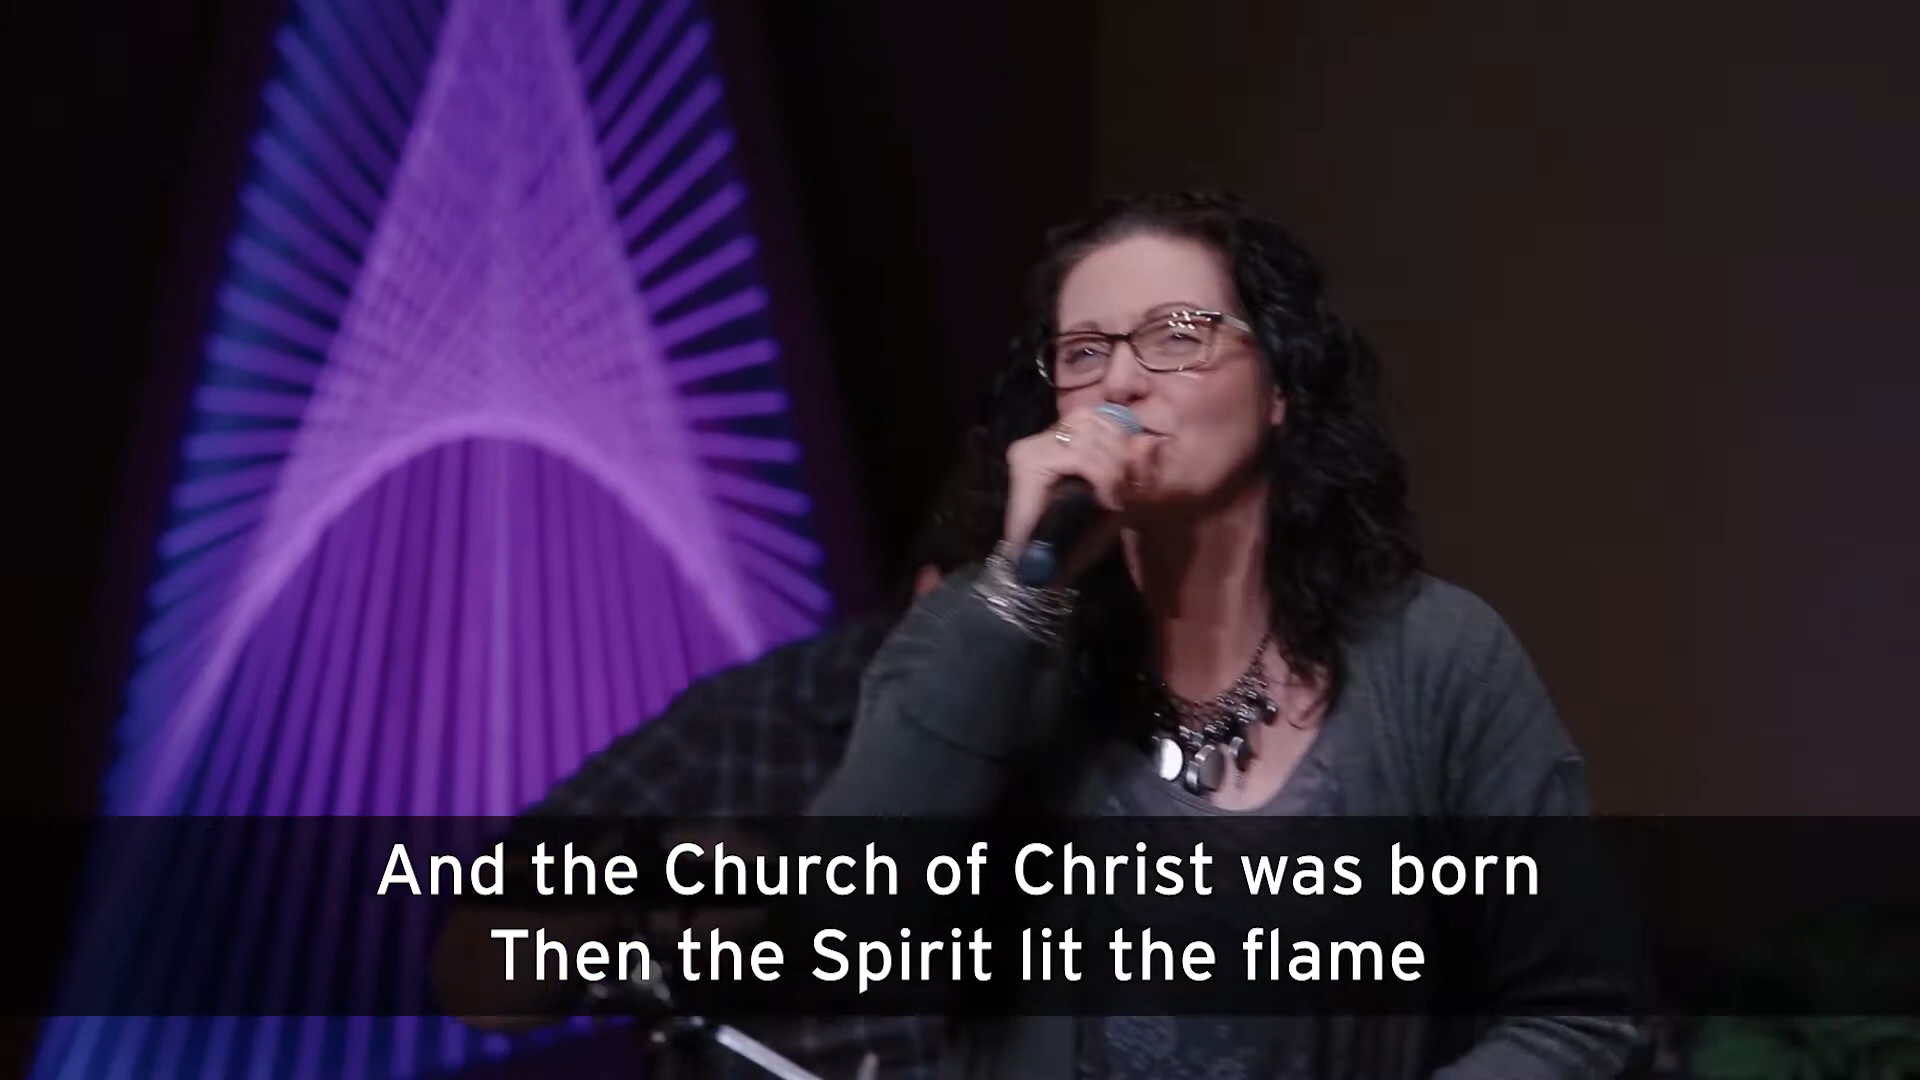 And the Church of Christ was born
Then the Spirit lit the flame